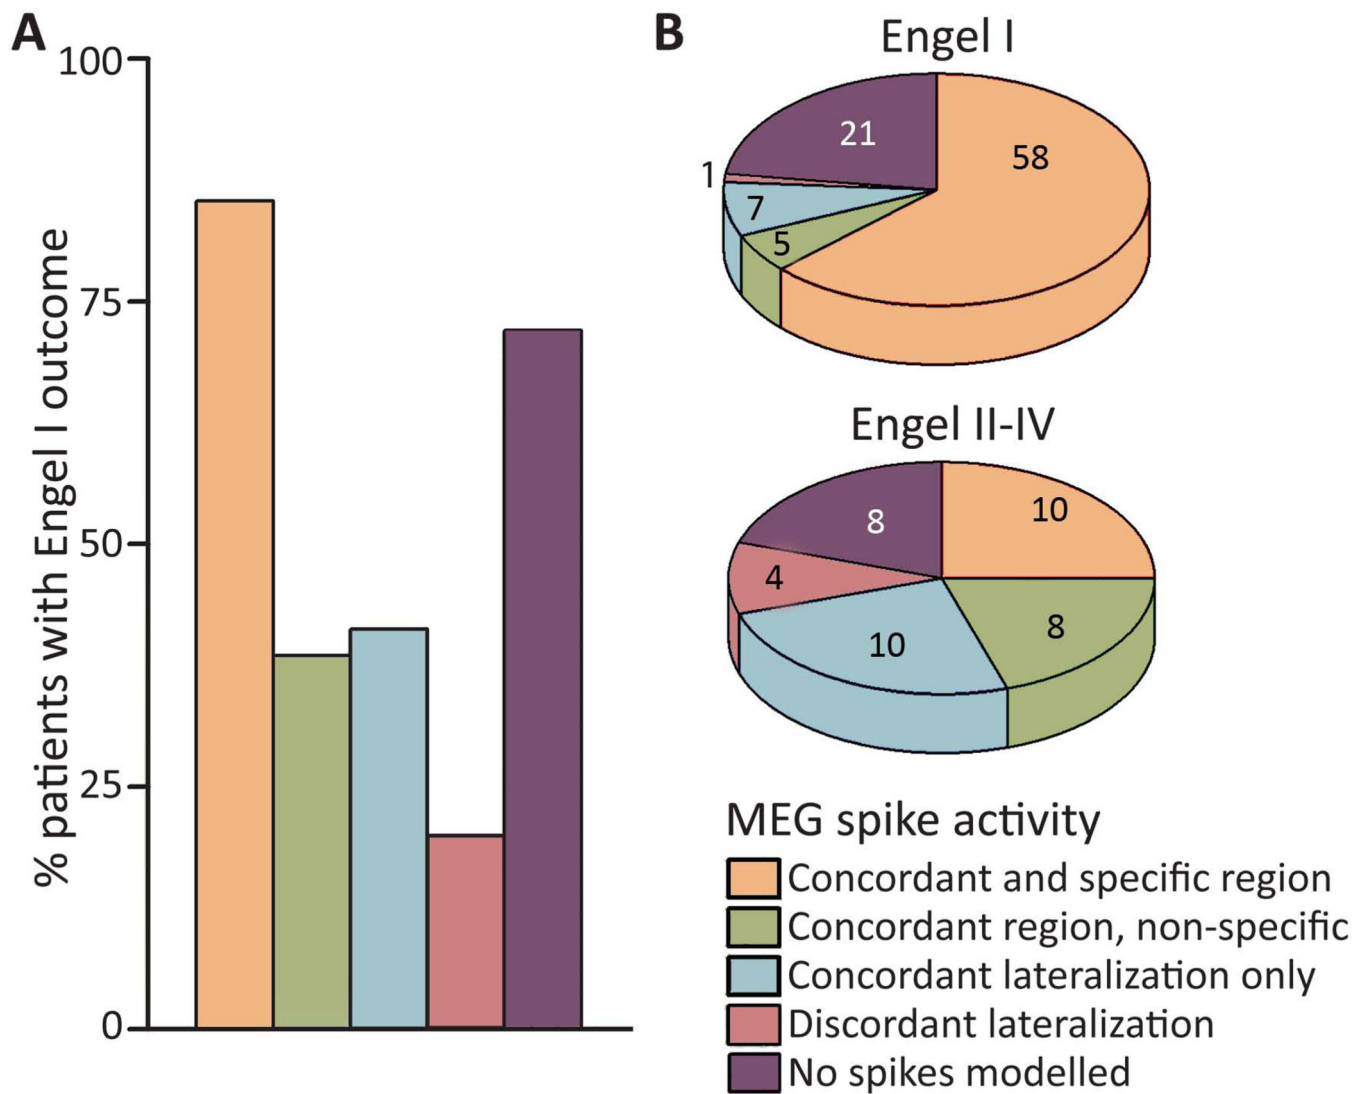 A
100
75
50
25
0
% patients with Engel I outcome
B
Engel I
21
58
1
7
5
Engel II-IV
8
10
4
10
8
MEG spike activity
Concordant and specific region
Concordant region, non-specific
Concordant lateralization only
Discordant lateralization
No spikes modelled